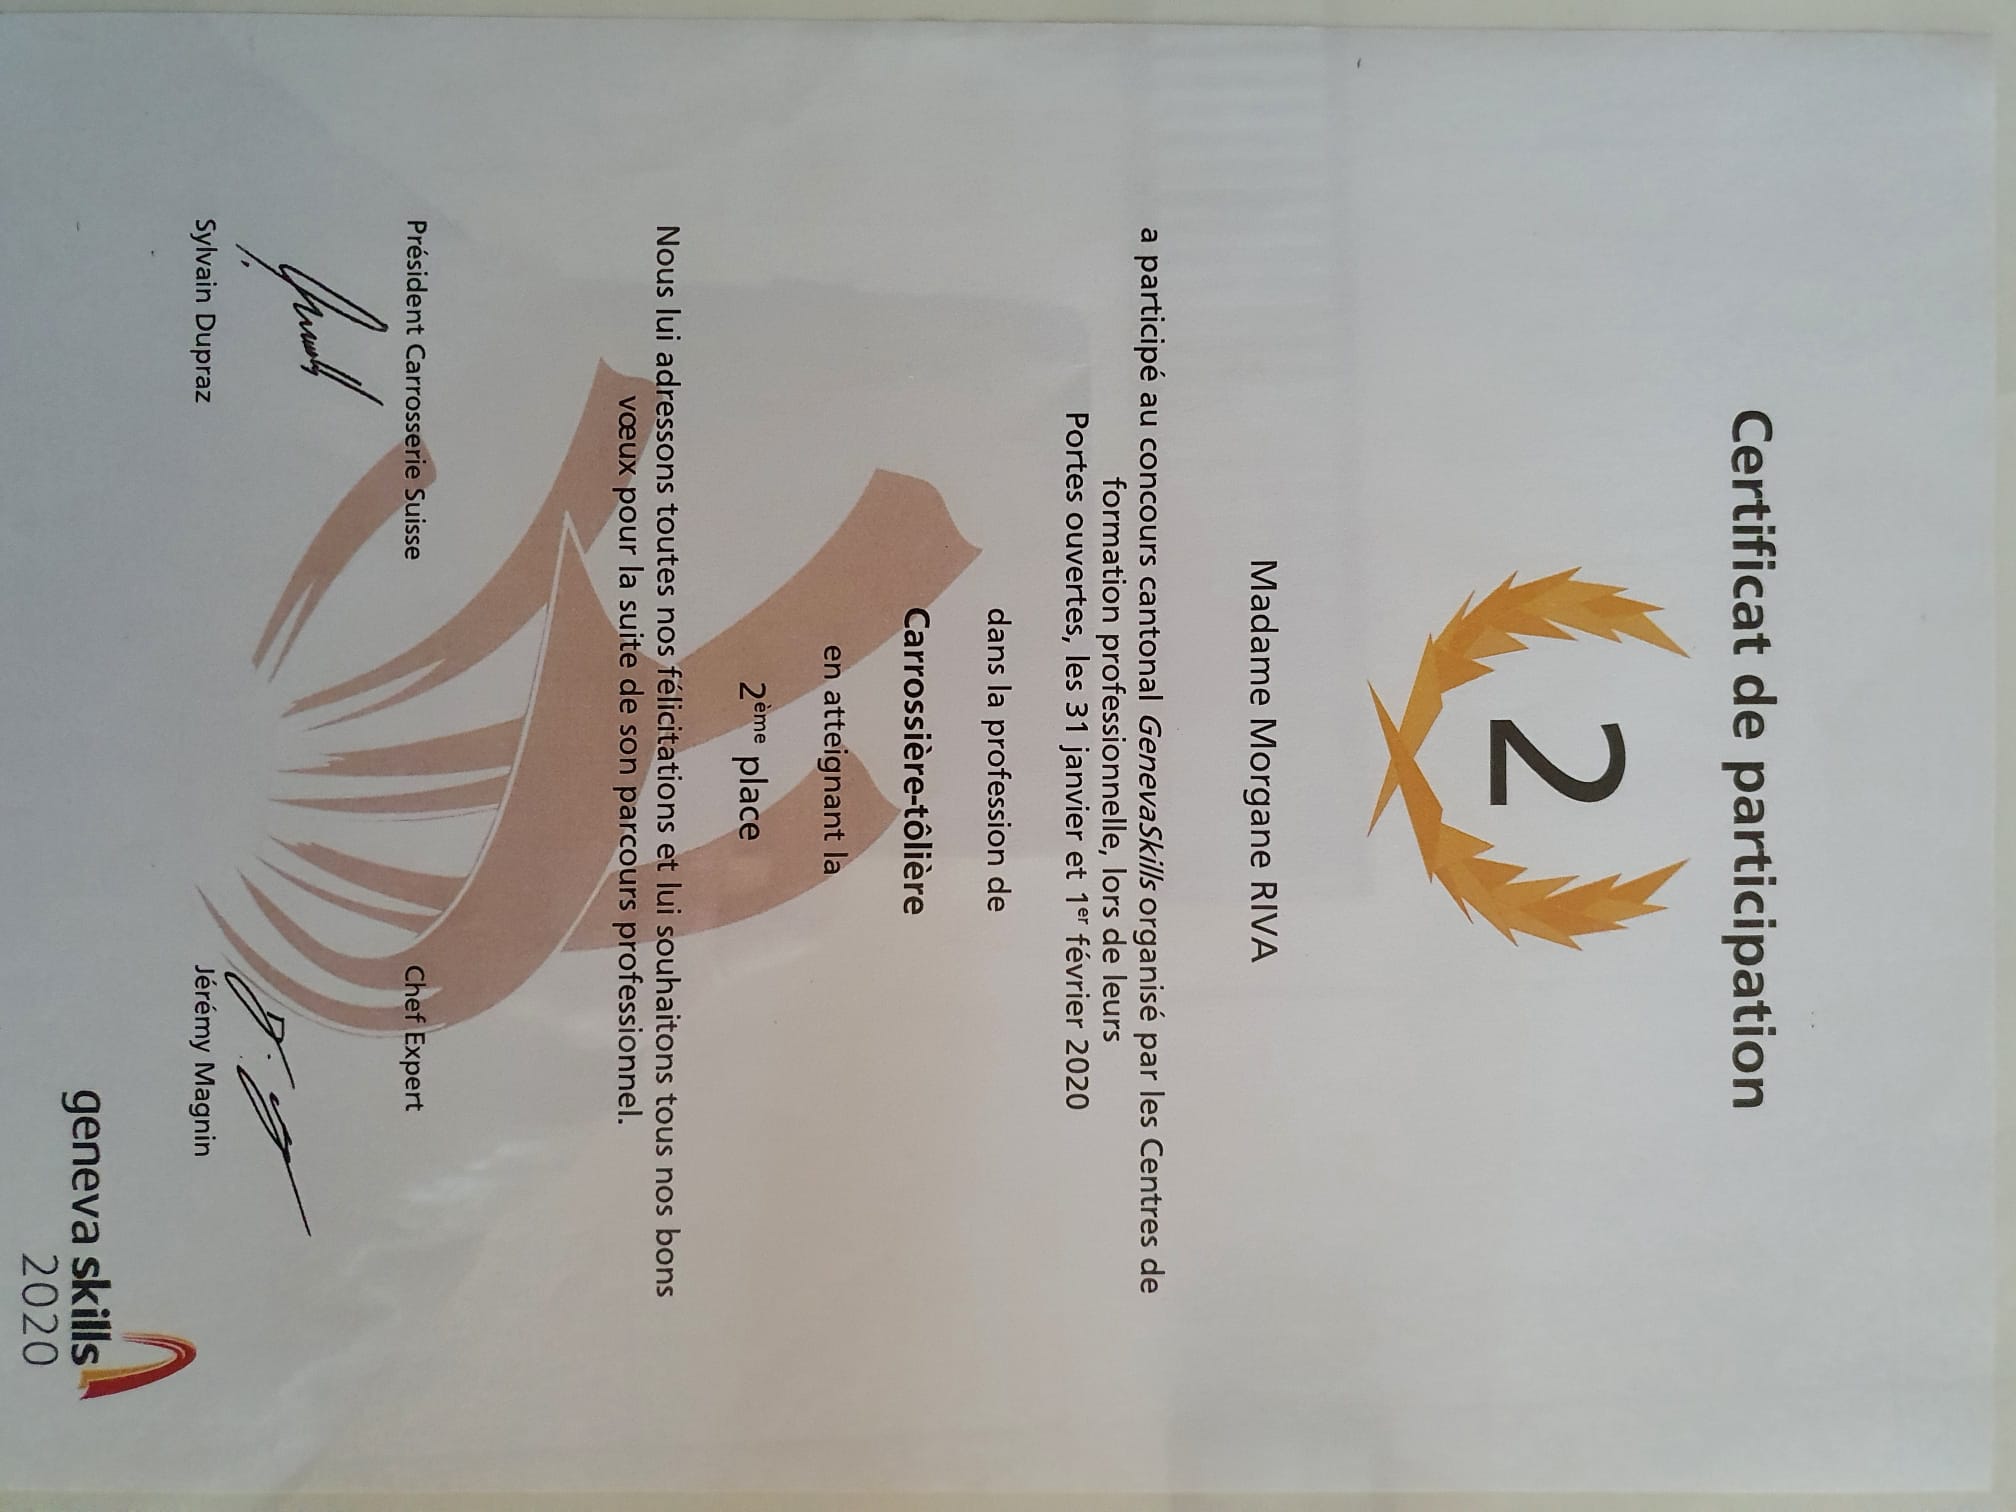 Certificat de participation
2
Madame Morgane RIVA
a participé au concours cantonal GenevaSkills organisé par les Centres de
formation professionnelle, lors de leurs
Portes ouvertes, les 31 janvier et 1er février 2020
dans la profession de
Carrossière-tôlière
en atteignant la
2ème place
Nous lui adressons toutes nos félicitations et lui souhaitons tous nos bons
vœux pour la suite de son parcours professionnel.
Président Carrosserie Suisse
Chef Expert
Sylvain Dupraz
Jérémy Magnin
geneva skills
2020